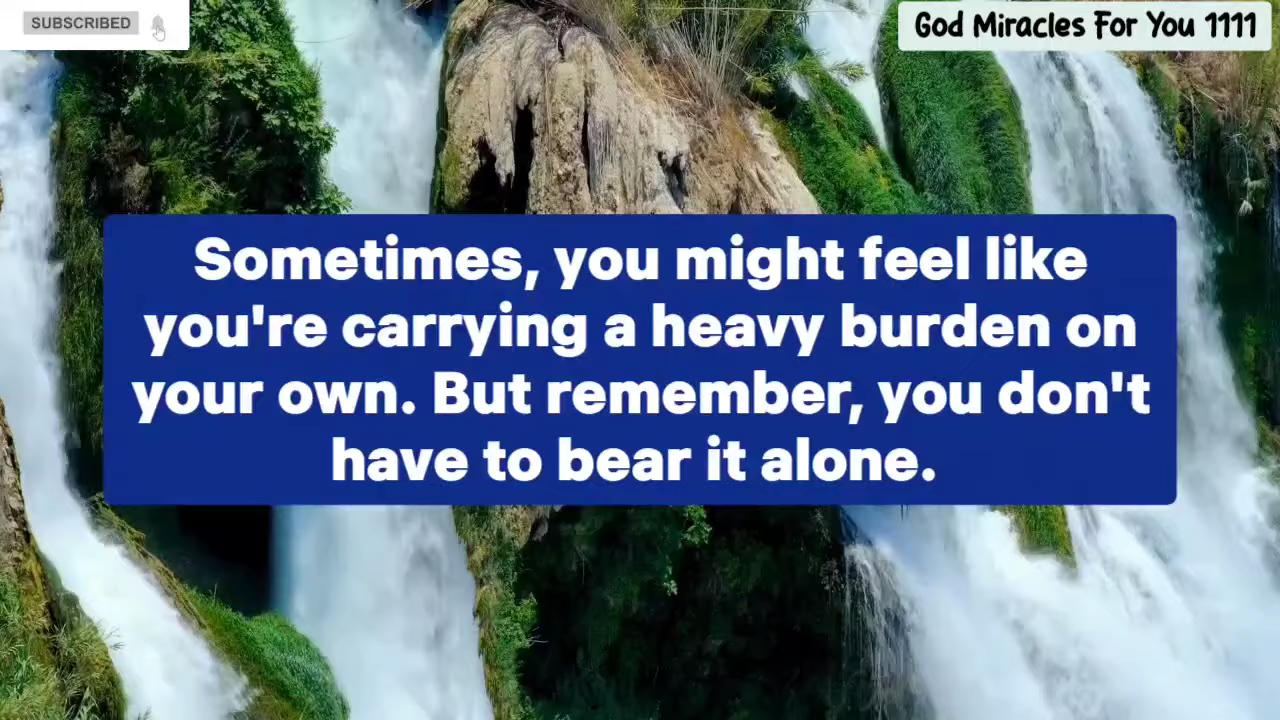 SUBSCRIBED
God Miracles For You 1111
Sometimes, you might feel like
you're carrying a heavy burden on
your own. But remember, you don't
have to bear it alone.